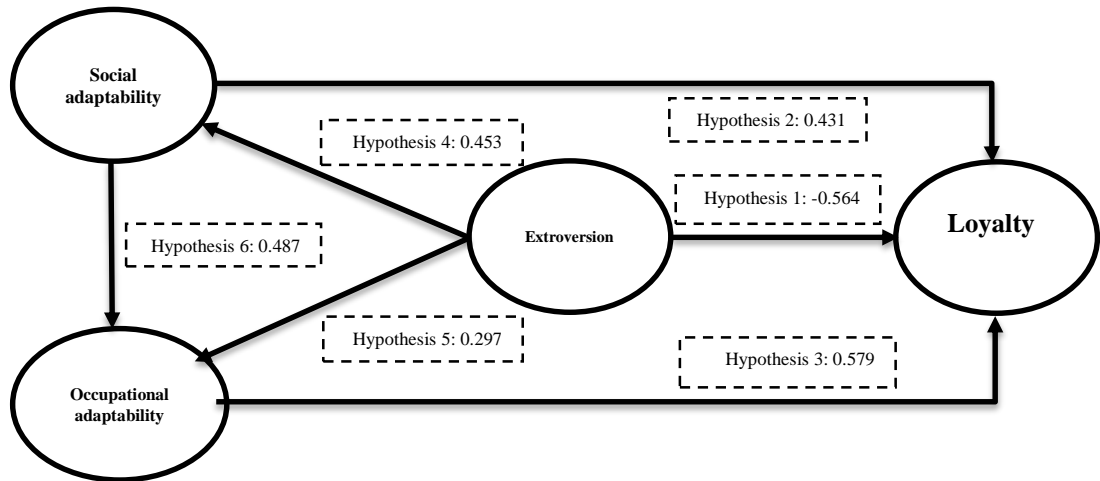 Social
adaptability
Hypothesis 2: 0.431
Hypothesis 4: 0.453
Hypothesis 1: -0.564
Loyalty
Extroversion
Hypothesis 6: 0.487
Hypothesis 5: 0.297
Hypothesis 3: 0.579
Occupational
adaptability